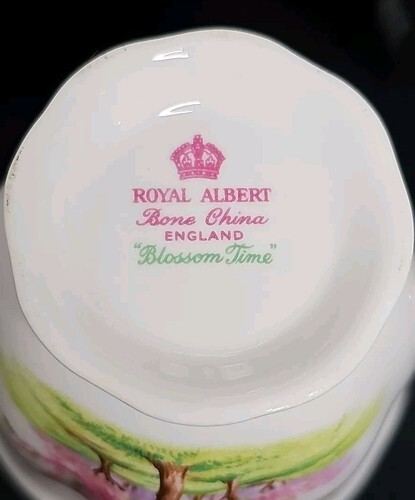 ROYAL ALBERT
Bone China
ENGLAND
"Blossom Time"